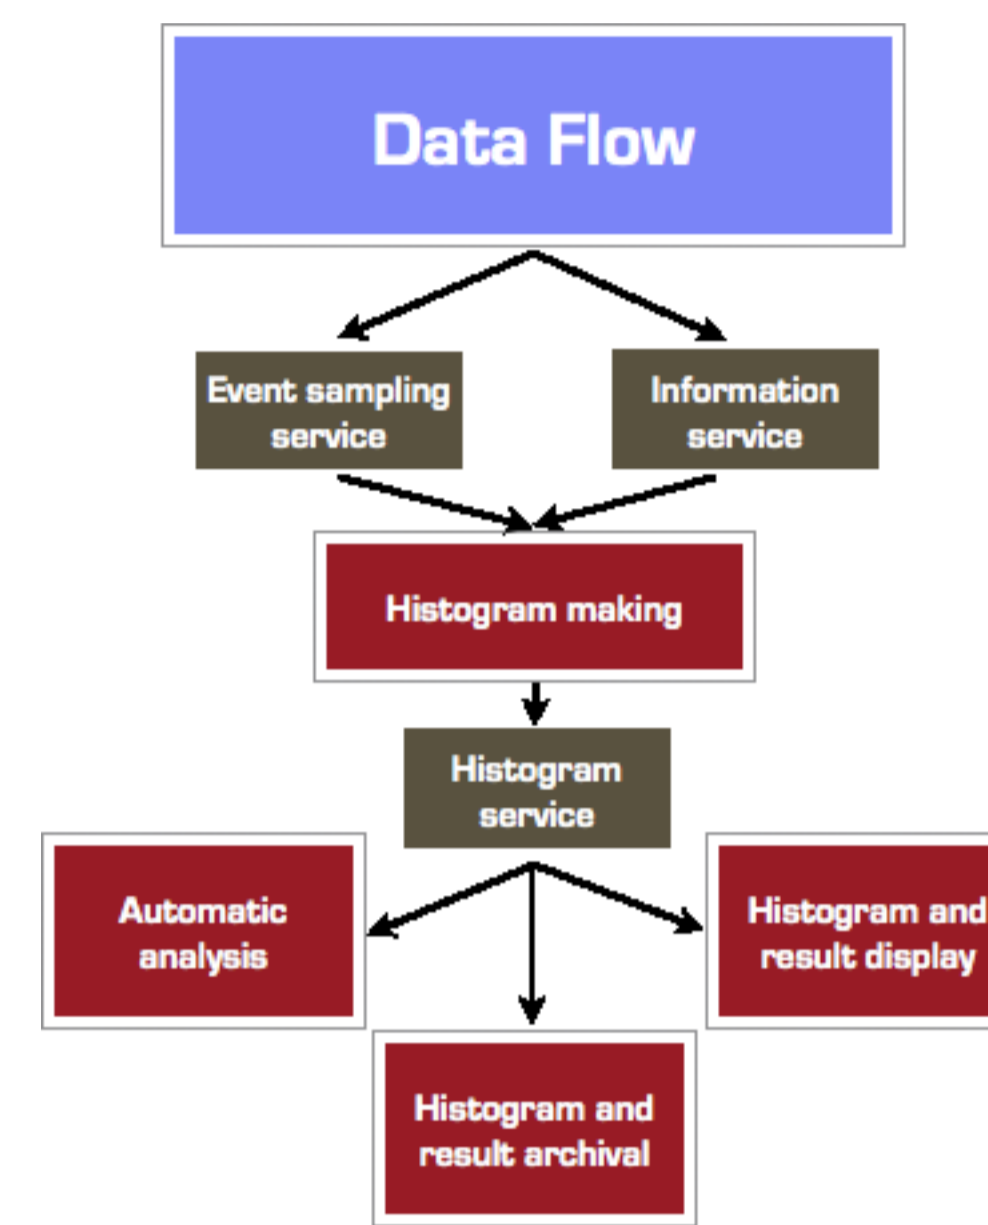 Data Flow
Event sampling
service
Information
service
Histogram making
Histogram
service
Automatic
analysis
Histogram and
result display
Histogram and
result archival